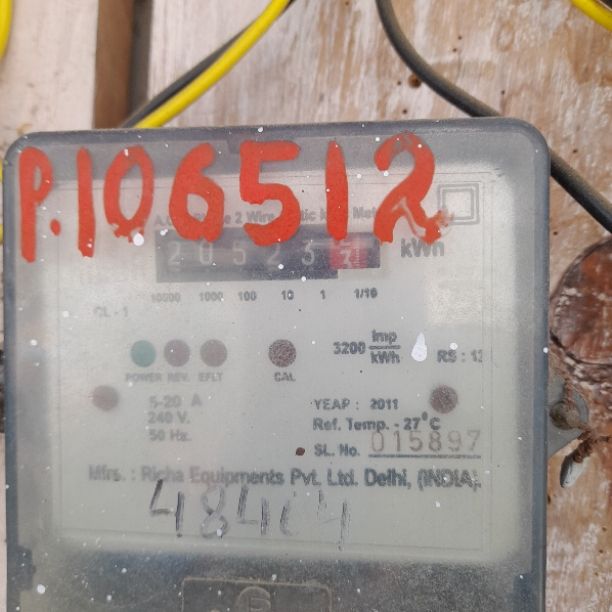 P.106512
20523
kWh
10000 1000 100 10 1 1/10
CL - 1
3200 Imp/kWh
POWER REV. EFLT CAL
5-20 A
240 V.
50 Hz.
YEAR : 2011
Ref. Temp. - 27°C
SL. No. 015897
Mfrs. : Richa Equipments Pvt. Ltd. Delhi, (INDIA).